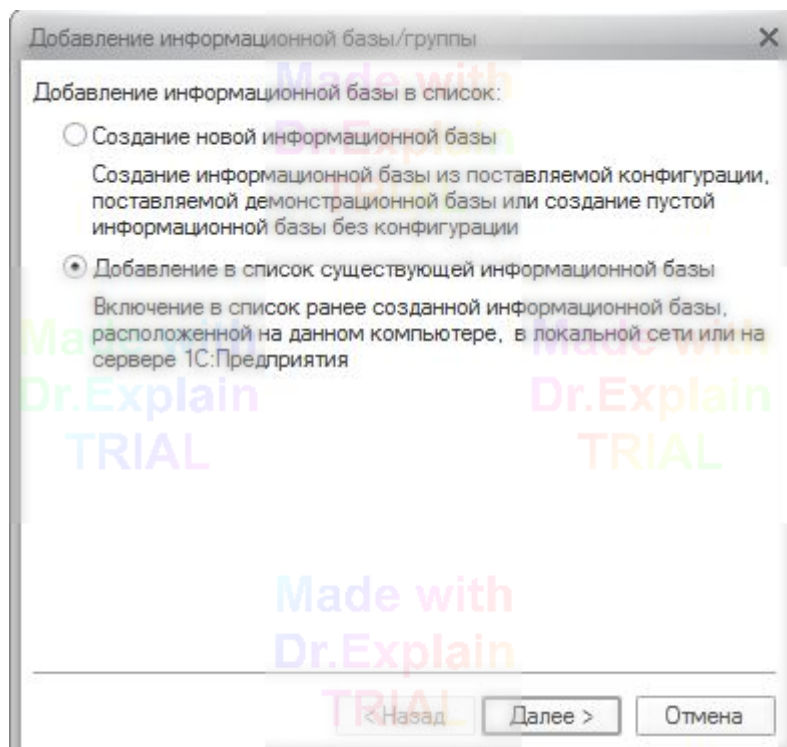 Добавление информационной базы/группы
Made with
Добавление информационной базы в список:
Dr.Explain
Создание новой информационной базы
TRIAL
Создание информационной базы из поставляемой конфигурации,
поставляемой демонстрационной базы или создание пустой
информационной базы без конфигурации
Добавление в список существующей информационной базы
Включение в список ранее созданной информационной базы,
расположенной на данном компьютере, в локальной сети или на
сервере 1С:Предприятия
Made with
Dr.Explain
TRIAL
Made with
Dr.Explain
TRIAL
Made with
Dr.Explain
TRIAL
< Назад
Далее >
Отмена